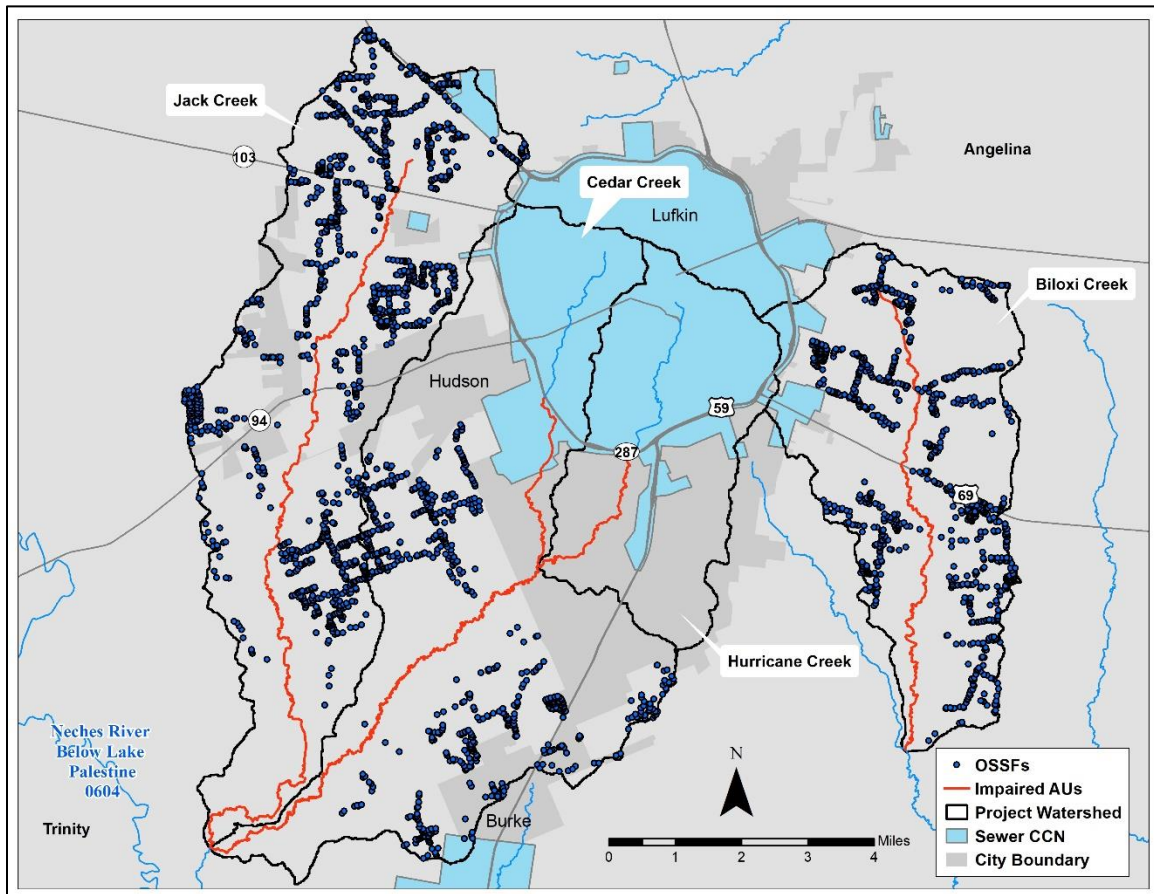 Jack Creek
103
Cedar Creek
Lufkin
Angelina
Biloxi Creek
Hudson
94
59
287
69
Hurricane Creek
Neches River
Below Lake
Palestine
0604
Trinity
Burke
N
Miles
0 1 2 3 4
OSSFs
Impaired AUs
Project Watershed
Sewer CCN
City Boundary